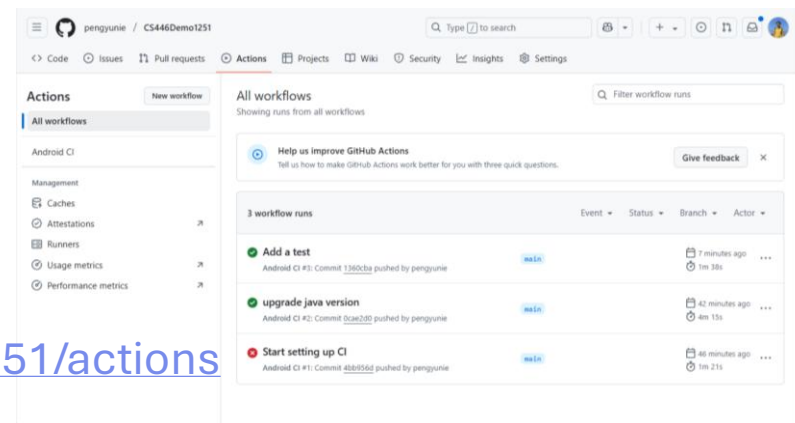 pengyunie / CS446Demo1251
Type / to search
Code Issues Pull requests Actions Projects Wiki Security Insights Settings
Actions
New workflow
All workflows
Android CI
Management
Caches
Attestations
Runners
Usage metrics
Performance metrics
All workflows
Showing runs from all workflows
Filter workflow runs
Help us improve GitHub Actions
Tell us how to make GitHub Actions work better for you with three quick questions.
Give feedback
3 workflow runs
Event Status Branch Actor
Add a test
Android CI #3: Commit 1360cba pushed by pengyunie
main
7 minutes ago
1m 38s
upgrade java version
Android CI #2: Commit 0cae2d0 pushed by pengyunie
main
42 minutes ago
4m 15s
Start setting up CI
Android CI #1: Commit 4bb956d pushed by pengyunie
main
46 minutes ago
1m 21s
51/actions